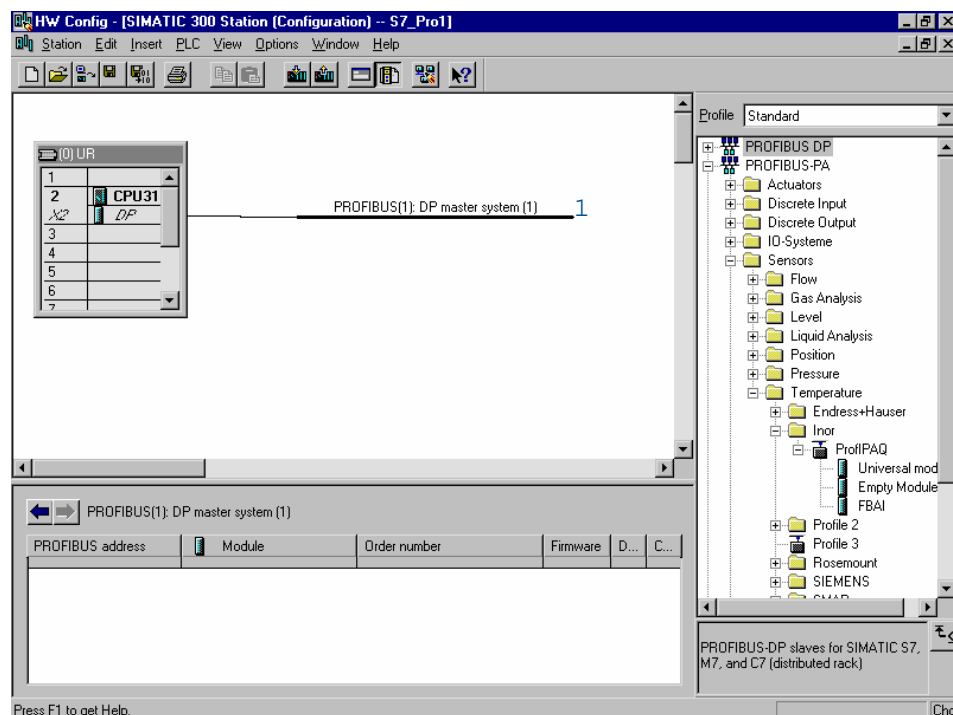 HW Config - [SIMATIC 300 Station (Configuration) -- S7_Pro1]
Station Edit Insert PLC View Options Window Help
(0) UR
1
2 CPU31
X2 DP
3
4
5
6
7
PROFIBUS(1): DP master system (1) 1
PROFIBUS(1): DP master system (1)
PROFIBUS address Module Order number Firmware D... C...
Profile Standard
PROFIBUS DP
PROFIBUS-PA
Actuators
Discrete Input
Discrete Output
IO-Systeme
Sensors
Flow
Gas Analysis
Level
Liquid Analysis
Position
Pressure
Temperature
Endress+Hauser
Inor
ProfIPAQ
Universal mod
Empty Module
FBAI
Profile 2
Profile 3
Rosemount
SIEMENS
SMAR
PROFIBUS-DP slaves for SIMATIC S7,
M7, and C7 (distributed rack)
Press F1 to get Help.
Chg